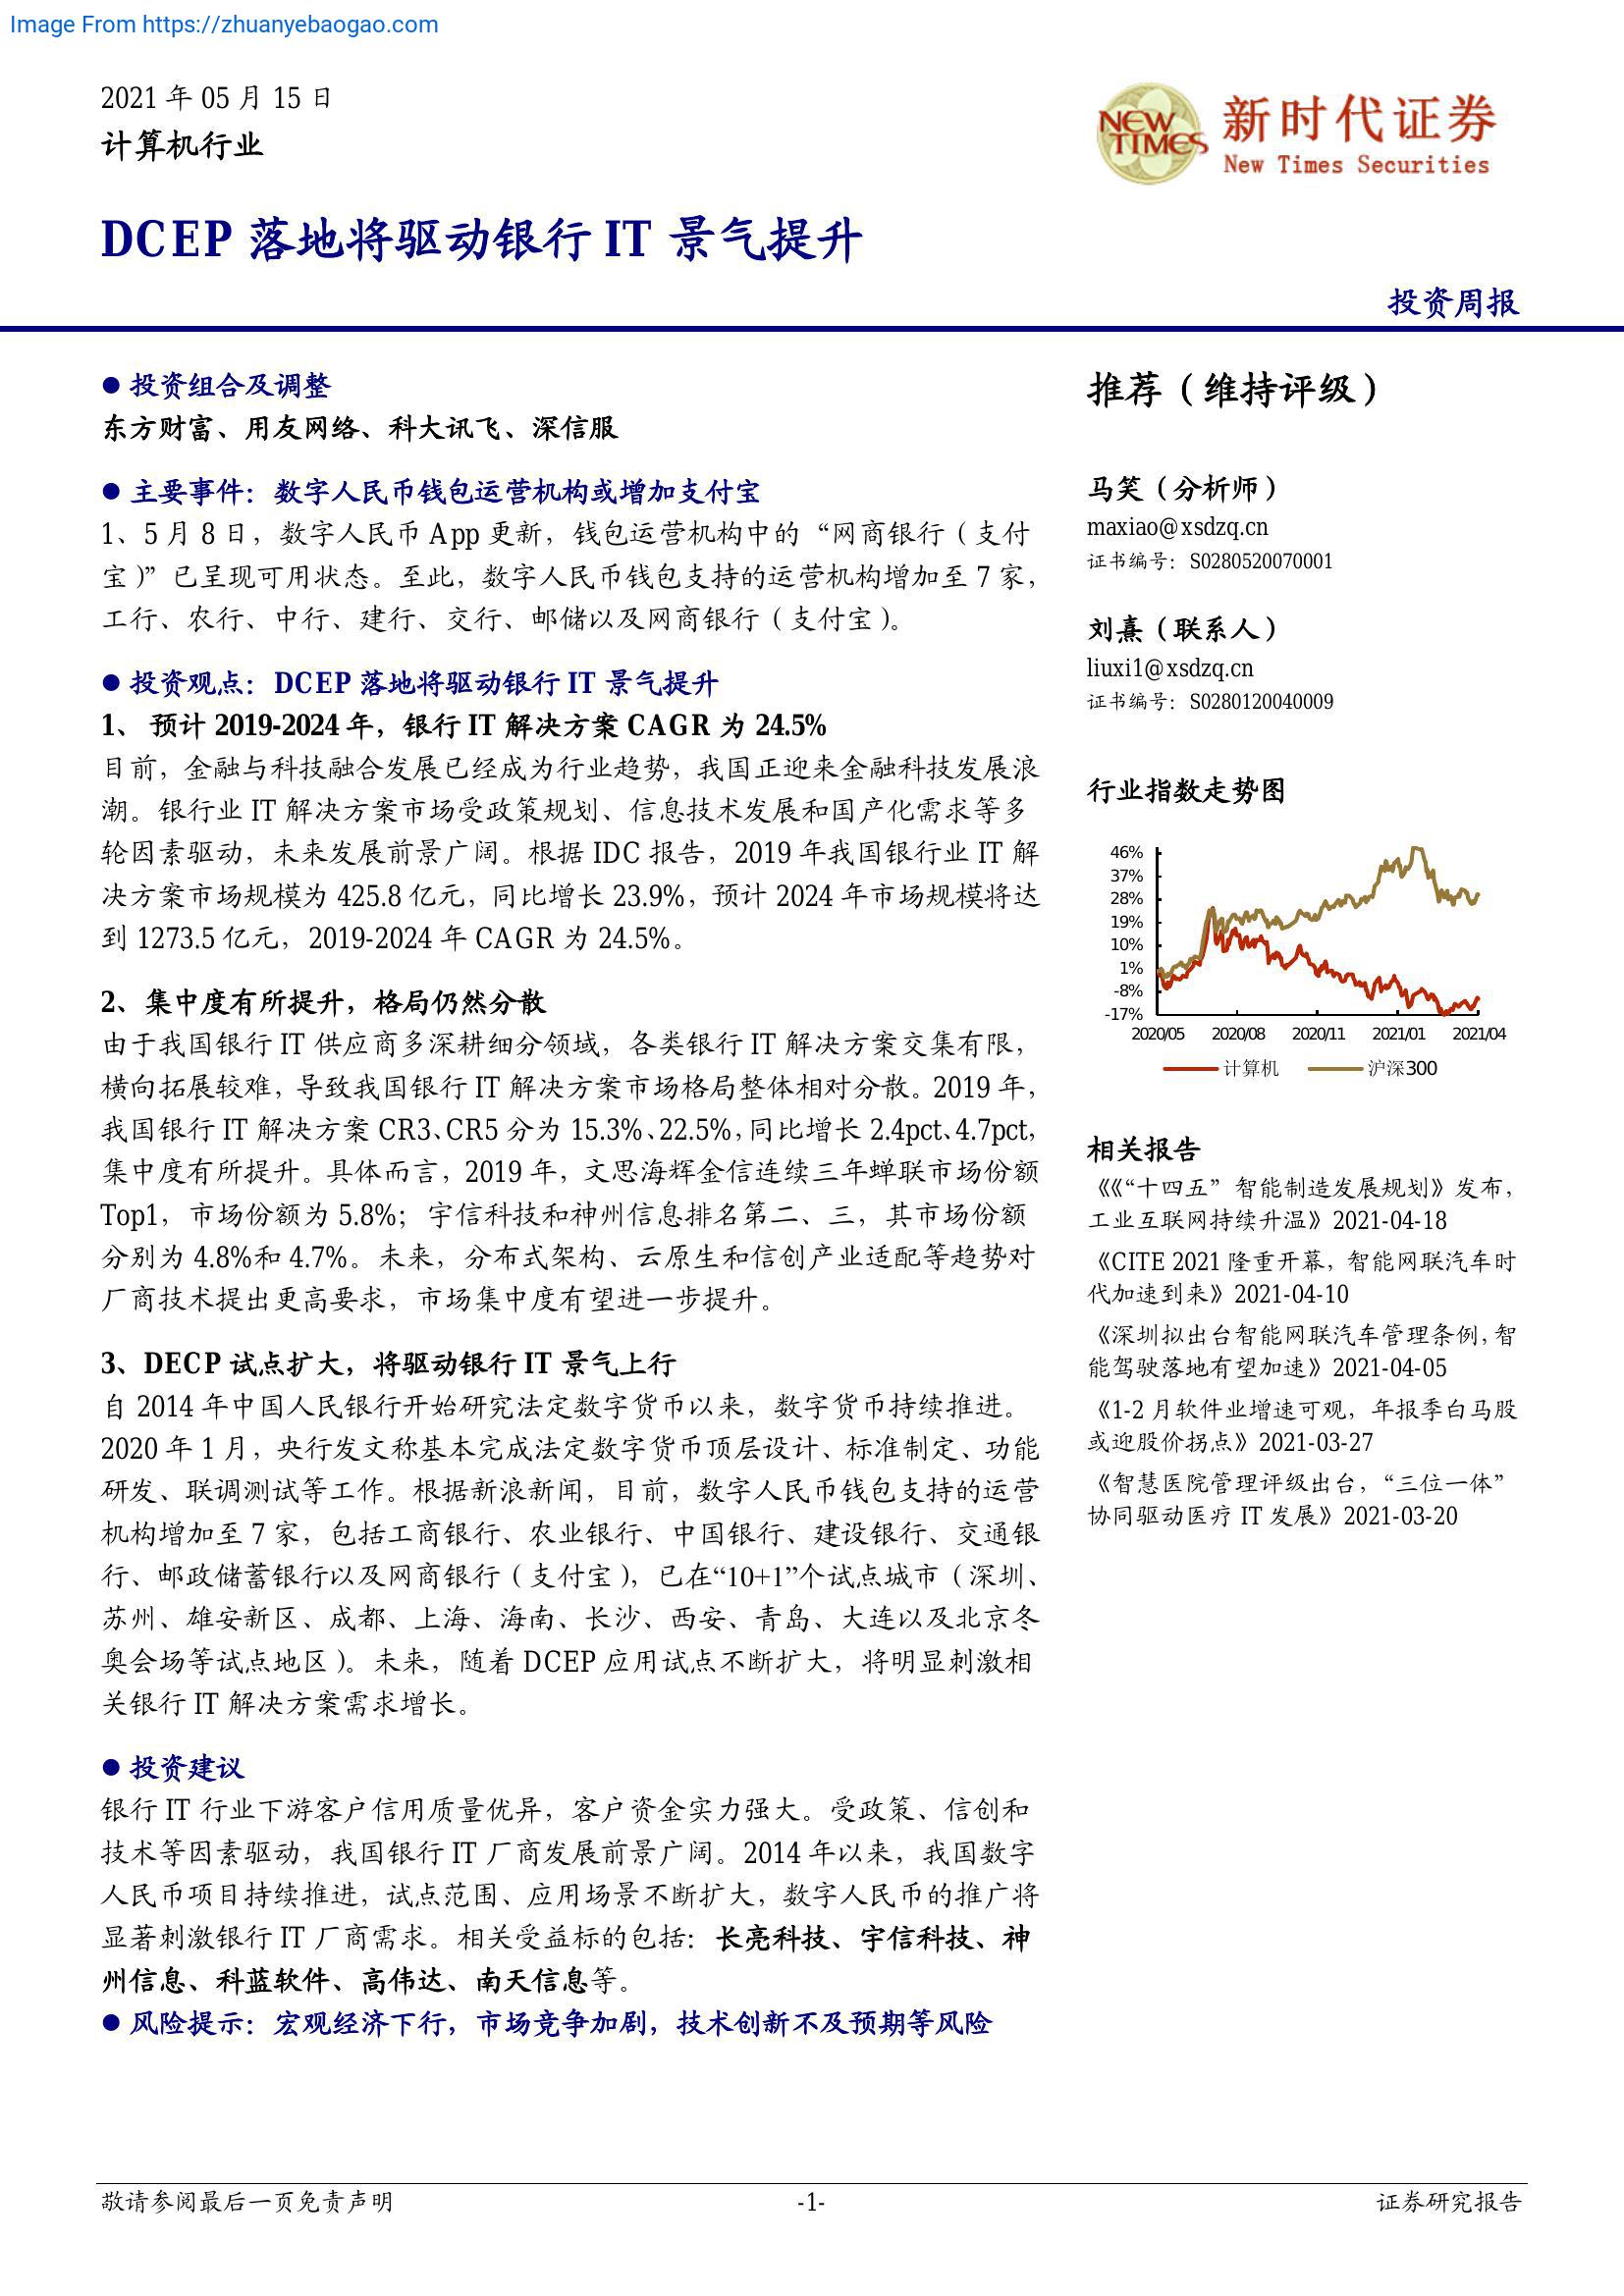 Image From https://zhuanyebaogao.com
2021 年 05 月 15 日
计算机行业
NEW TIMES
新时代证券
New Times Securities
DCEP 落地将驱动银行 IT 景气提升
投资周报
● 投资组合及调整
东方财富、用友网络、科大讯飞、深信服
● 主要事件：数字人民币钱包运营机构或增加支付宝
1、5 月 8 日，数字人民币 App 更新，钱包运营机构中的“网商银行（支付
宝）”已呈现可用状态。至此，数字人民币钱包支持的运营机构增加至 7 家，
工行、农行、中行、建行、交行、邮储以及网商银行（支付宝）。
● 投资观点：DCEP 落地将驱动银行 IT 景气提升
1、 预计 2019-2024 年，银行 IT 解决方案 CAGR 为 24.5%
目前，金融与科技融合发展已经成为行业趋势，我国正迎来金融科技发展浪
潮。银行业 IT 解决方案市场受政策规划、信息技术发展和国产化需求等多
轮因素驱动，未来发展前景广阔。根据 IDC 报告，2019 年我国银行业 IT 解
决方案市场规模为 425.8 亿元，同比增长 23.9%，预计 2024 年市场规模将达
到 1273.5 亿元，2019-2024 年 CAGR 为 24.5%。
2、集中度有所提升，格局仍然分散
由于我国银行 IT 供应商多深耕细分领域，各类银行 IT 解决方案交集有限，
横向拓展较难，导致我国银行 IT 解决方案市场格局整体相对分散。2019 年，
我国银行 IT 解决方案 CR3、CR5 分为 15.3%、22.5%，同比增长 2.4pct、4.7pct，
集中度有所提升。具体而言，2019 年，文思海辉金信连续三年蝉联市场份额
Top1，市场份额为 5.8%；宇信科技和神州信息排名第二、三，其市场份额
分别为 4.8%和 4.7%。未来，分布式架构、云原生和信创产业适配等趋势对
厂商技术提出更高要求，市场集中度有望进一步提升。
3、DECP 试点扩大，将驱动银行 IT 景气上行
自 2014 年中国人民银行开始研究法定数字货币以来，数字货币持续推进。
2020 年 1 月，央行发文称基本完成法定数字货币顶层设计、标准制定、功能
研发、联调测试等工作。根据新浪新闻，目前，数字人民币钱包支持的运营
机构增加至 7 家，包括工商银行、农业银行、中国银行、建设银行、交通银
行、邮政储蓄银行以及网商银行（支付宝），已在“10+1”个试点城市（深圳、
苏州、雄安新区、成都、上海、海南、长沙、西安、青岛、大连以及北京冬
奥会场等试点地区）。未来，随着 DCEP 应用试点不断扩大，将明显刺激相
关银行 IT 解决方案需求增长。
● 投资建议
银行 IT 行业下游客户信用质量优异，客户资金实力强大。受政策、信创和
技术等因素驱动，我国银行 IT 厂商发展前景广阔。2014 年以来，我国数字
人民币项目持续推进，试点范围、应用场景不断扩大，数字人民币的推广将
显著刺激银行 IT 厂商需求。相关受益标的包括：长亮科技、宇信科技、神
州信息、科蓝软件、高伟达、南天信息等。
● 风险提示：宏观经济下行，市场竞争加剧，技术创新不及预期等风险
推荐（维持评级）
马笑（分析师）
maxiao@xsdzq.cn
证书编号：S0280520070001
刘熹（联系人）
liuxi1@xsdzq.cn
证书编号：S0280120040009
行业指数走势图
46%
37%
28%
19%
10%
1%
-8%
-17%
2020/05 2020/08 2020/11 2021/01 2021/04
计算机 沪深300
相关报告
《《“十四五”智能制造发展规划》发布，
工业互联网持续升温》2021-04-18
《CITE 2021 隆重开幕，智能网联汽车时
代加速到来》2021-04-10
《深圳拟出台智能网联汽车管理条例，智
能驾驶落地有望加速》2021-04-05
《1-2 月软件业增速可观，年报季白马股
或迎股价拐点》2021-03-27
《智慧医院管理评级出台，“三位一体”
协同驱动医疗 IT 发展》2021-03-20
敬请参阅最后一页免责声明
-1-
证券研究报告